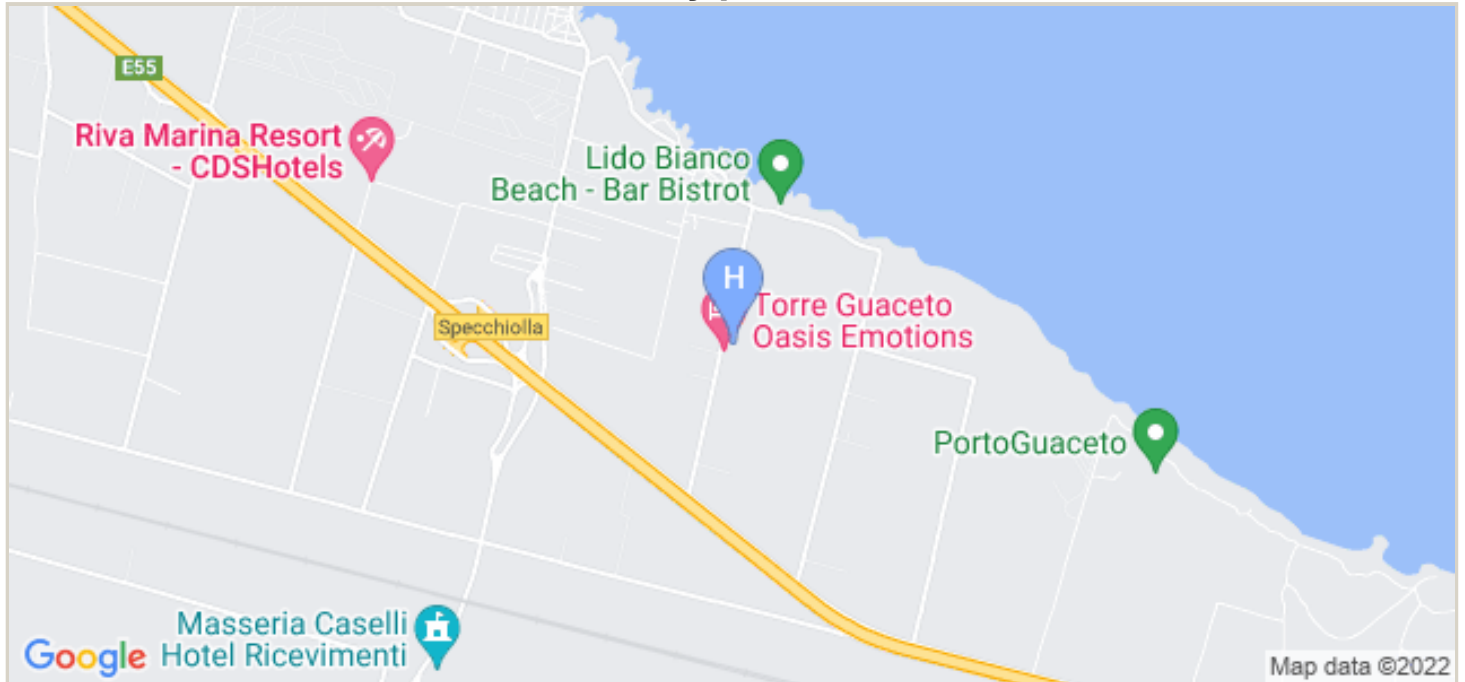 E55
Riva Marina Resort
- CDSHotels
Lido Bianco
Beach - Bar Bistrot
H
Torre Guaceto
Oasis Emotions
Specchiolla
PortoGuaceto
Masseria Caselli
Hotel Ricevimenti
Google
Map data ©2022